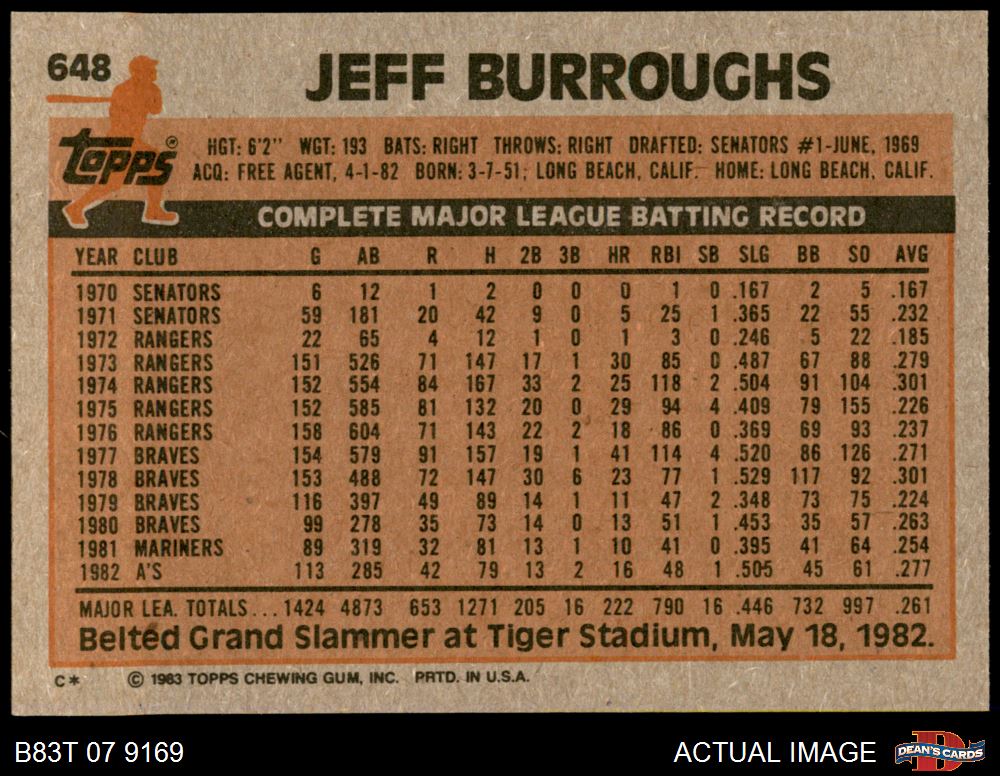 648
JEFF BURROUGHS
Topps®
HGT: 6'2" WGT: 193 BATS: RIGHT THROWS: RIGHT DRAFTED: SENATORS #1-JUNE, 1969
ACQ: FREE AGENT, 4-1-82 BORN: 3-7-51, LONG BEACH, CALIF. HOME: LONG BEACH, CALIF.
COMPLETE MAJOR LEAGUE BATTING RECORD
YEAR CLUB G AB R H 2B 3B HR RBI SB SLG BB SO AVG
1970 SENATORS 6 12 1 2 0 0 0 1 0 .167 2 5 .167
1971 SENATORS 59 181 20 42 9 0 5 25 1 .365 22 55 .232
1972 RANGERS 22 65 4 12 1 0 1 3 0 .246 5 22 .185
1973 RANGERS 151 526 71 147 17 1 30 85 0 .487 67 88 .279
1974 RANGERS 152 554 84 167 33 2 25 118 2 .504 91 104 .301
1975 RANGERS 152 585 81 132 20 0 29 94 4 .409 79 155 .226
1976 RANGERS 158 604 71 143 22 2 18 86 0 .369 69 93 .237
1977 BRAVES 154 579 91 157 19 1 41 114 4 .520 86 126 .271
1978 BRAVES 153 488 72 147 30 6 23 77 1 .529 117 92 .301
1979 BRAVES 116 397 49 89 14 1 11 47 2 .348 73 75 .224
1980 BRAVES 99 278 35 73 14 0 13 51 1 .453 35 57 .263
1981 MARINERS 89 319 32 81 13 1 10 41 0 .395 41 64 .254
1982 A'S 113 285 42 79 13 2 16 48 1 .505 45 61 .277
MAJOR LEA. TOTALS... 1424 4873 653 1271 205 16 222 790 16 .446 732 997 .261
Belted Grand Slammer at Tiger Stadium, May 18, 1982.
C* © 1983 TOPPS CHEWING GUM, INC. PRTD. IN U.S.A.
B83T 07 9169
ACTUAL IMAGE
DEAN'S CARDS